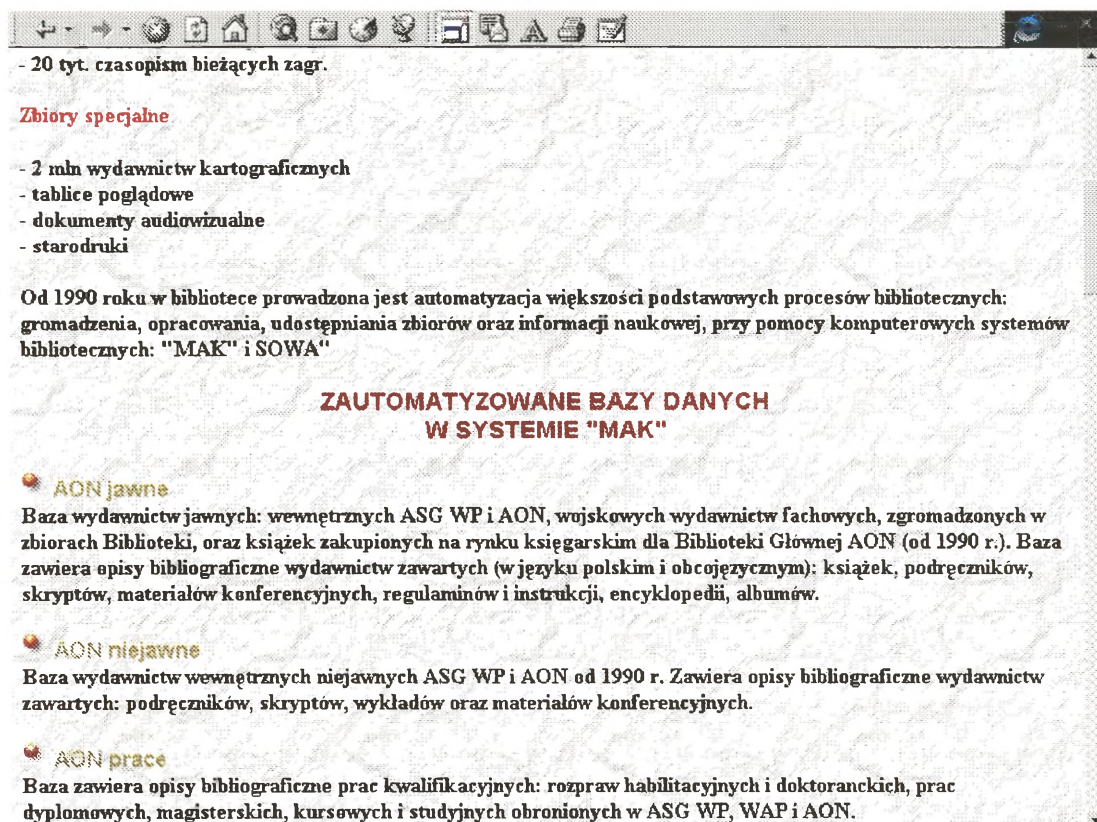 - 20 tyt. czasopism bieżących zagr.
Zbiory specjalne
- 2 mln wydawnictw kartograficznych
- tablice poglądowe
- dokumenty audiowizualne
- starodruki
Od 1990 roku w bibliotece prowadzona jest automatyzacja większości podstawowych procesów bibliotecznych:
gromadzenia, opracowania, udostępniania zbiorów oraz informacji naukowej, przy pomocy komputerowych systemów
bibliotecznych: "MAK" i SOWA"
ZAUTOMATYZOWANE BAZY DANYCH
W SYSTEMIE "MAK"
AON jawne
Baza wydawnictw jawnych: wewnętrznych ASG WP i AON, wojskowych wydawnictw fachowych, zgromadzonych w
zbiorach Biblioteki, oraz książek zakupionych na rynku księgarskim dla Biblioteki Głównej AON (od 1990 r.). Baza
zawiera opisy bibliograficzne wydawnictw zawartych (w języku polskim i obcojęzycznym): książek, podręczników,
skryptów, materiałów konferencyjnych, regulaminów i instrukcji, encyklopedii, albumów.
AON niejawne
Baza wydawnictw wewnętrznych niejawnych ASG WP i AON od 1990 r. Zawiera opisy bibliograficzne wydawnictw
zawartych: podręczników, skryptów, wykładów oraz materiałów konferencyjnych.
AON prace
Baza zawiera opisy bibliograficzne prac kwalifikacyjnych: rozpraw habilitacyjnych i doktoranckich, prac
dyplomowych, magisterskich, kursowych i studyjnych obronionych w ASG WP, WAP i AON.